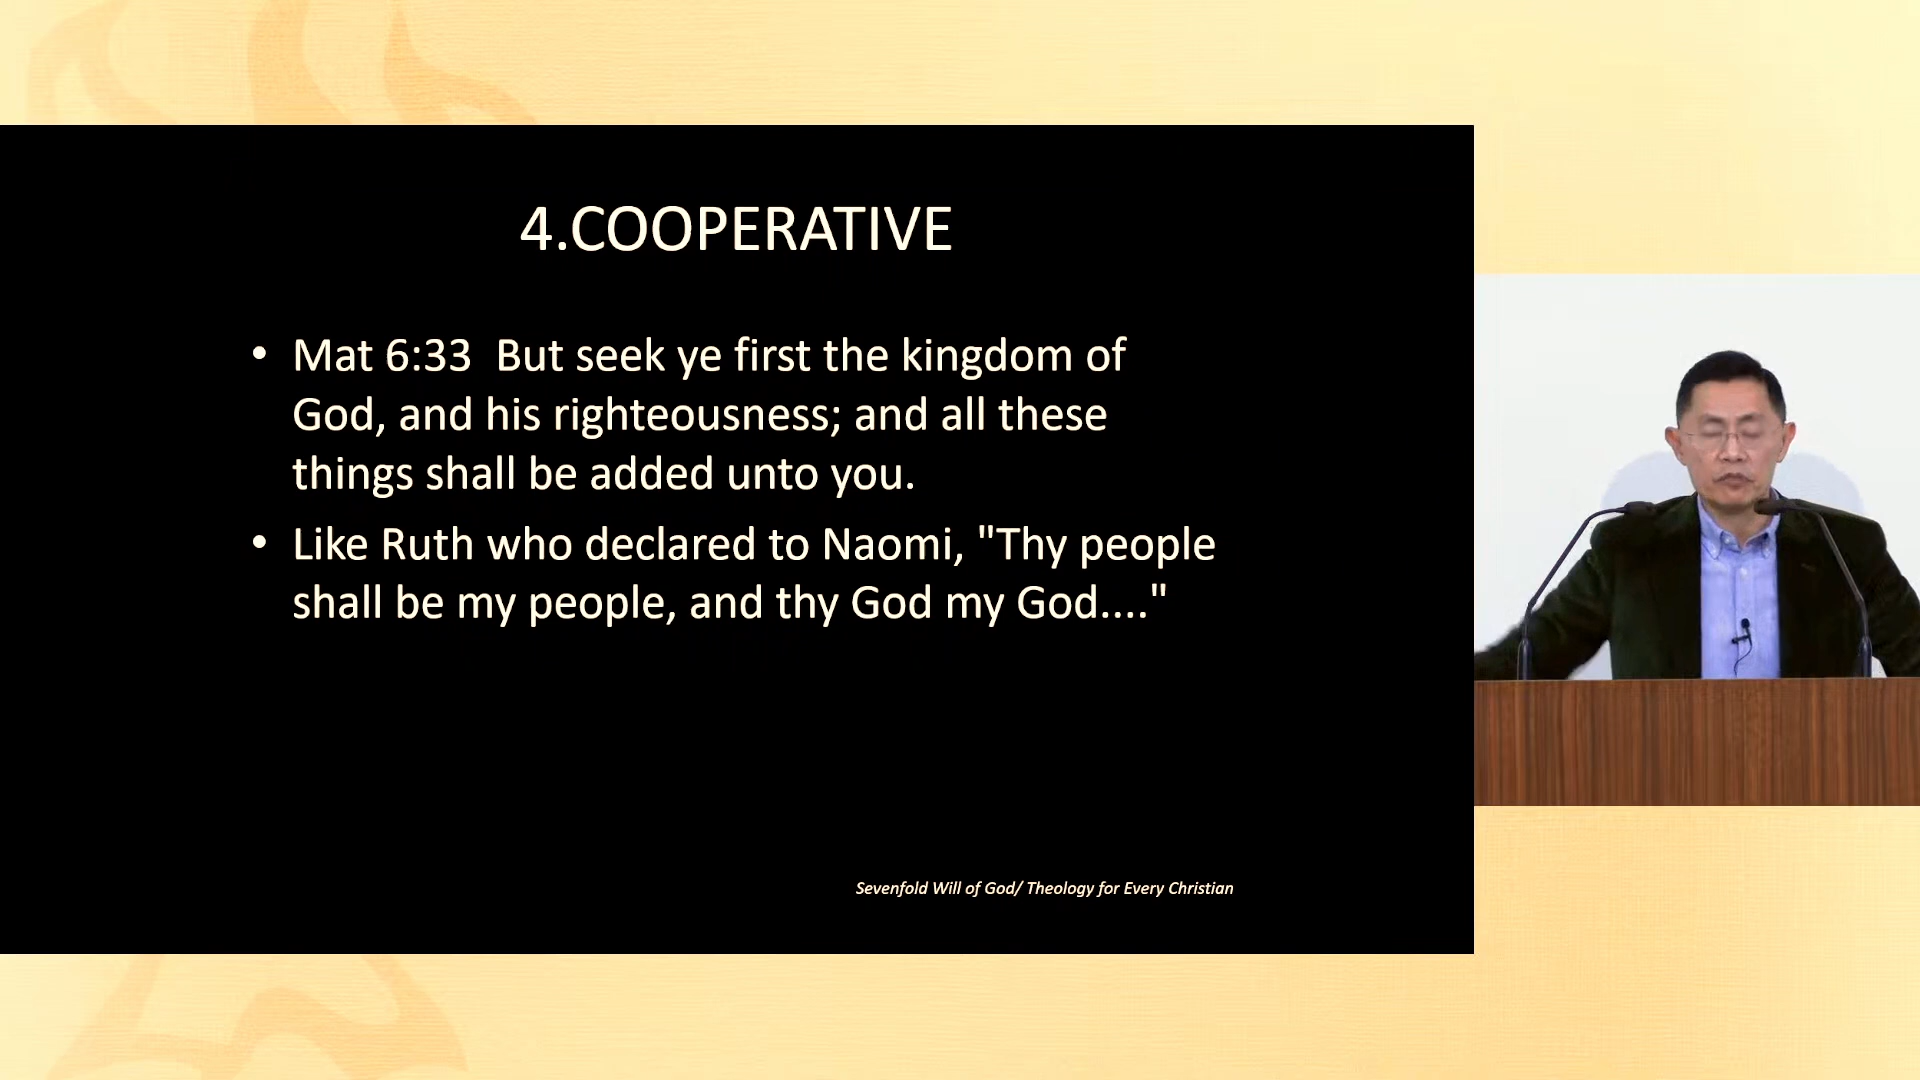 4.COOPERATIVE
• Mat 6:33  But seek ye first the kingdom of
God, and his righteousness; and all these
things shall be added unto you.
• Like Ruth who declared to Naomi, "Thy people
shall be my people, and thy God my God...."
Sevenfold Will of God/ Theology for Every Christian